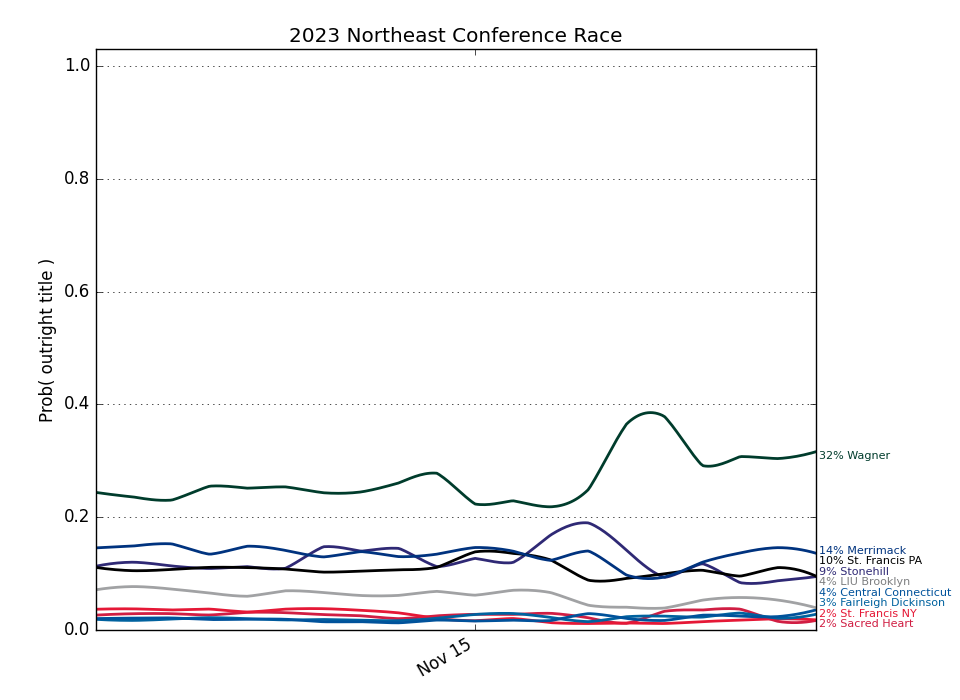 2023 Northeast Conference Race
1.0
0.8
0.6
0.4
0.2
0.0
Prob( outright title )
Nov 15
32% Wagner
14% Merrimack
10% St. Francis PA
9% Stonehill
4% LIU Brooklyn
4% Central Connecticut
3% Fairleigh Dickinson
2% St. Francis NY
2% Sacred Heart